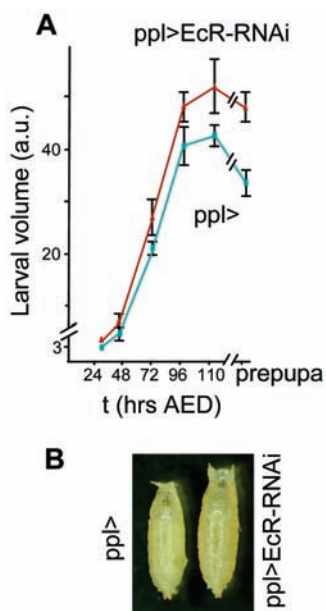 A
ppl>EcR-RNAi
Larval volume (a.u.)
40
20
3
ppl>
24 48 72 96 110 prepupa
t (hrs AED)
B
ppl>
ppl>EcR-RNAi